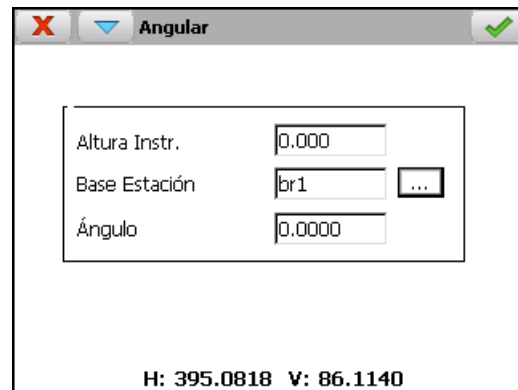 Angular
Altura Instr. 0.000
Base Estación br1 ...
Ángulo 0.0000
H: 395.0818 V: 86.1140